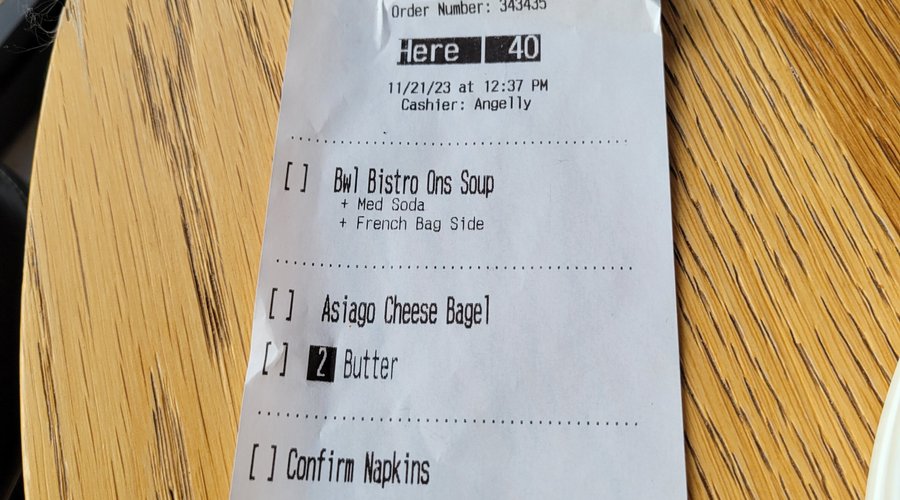 Order Number: 343435
Here 40
11/21/23 at 12:37 PM
Cashier: Angelly
[ ] Bwl Bistro Ons Soup
+ Med Soda
+ French Bag Side
[ ] Asiago Cheese Bagel
[ ] 2 Butter
[ ] Confirm Napkins